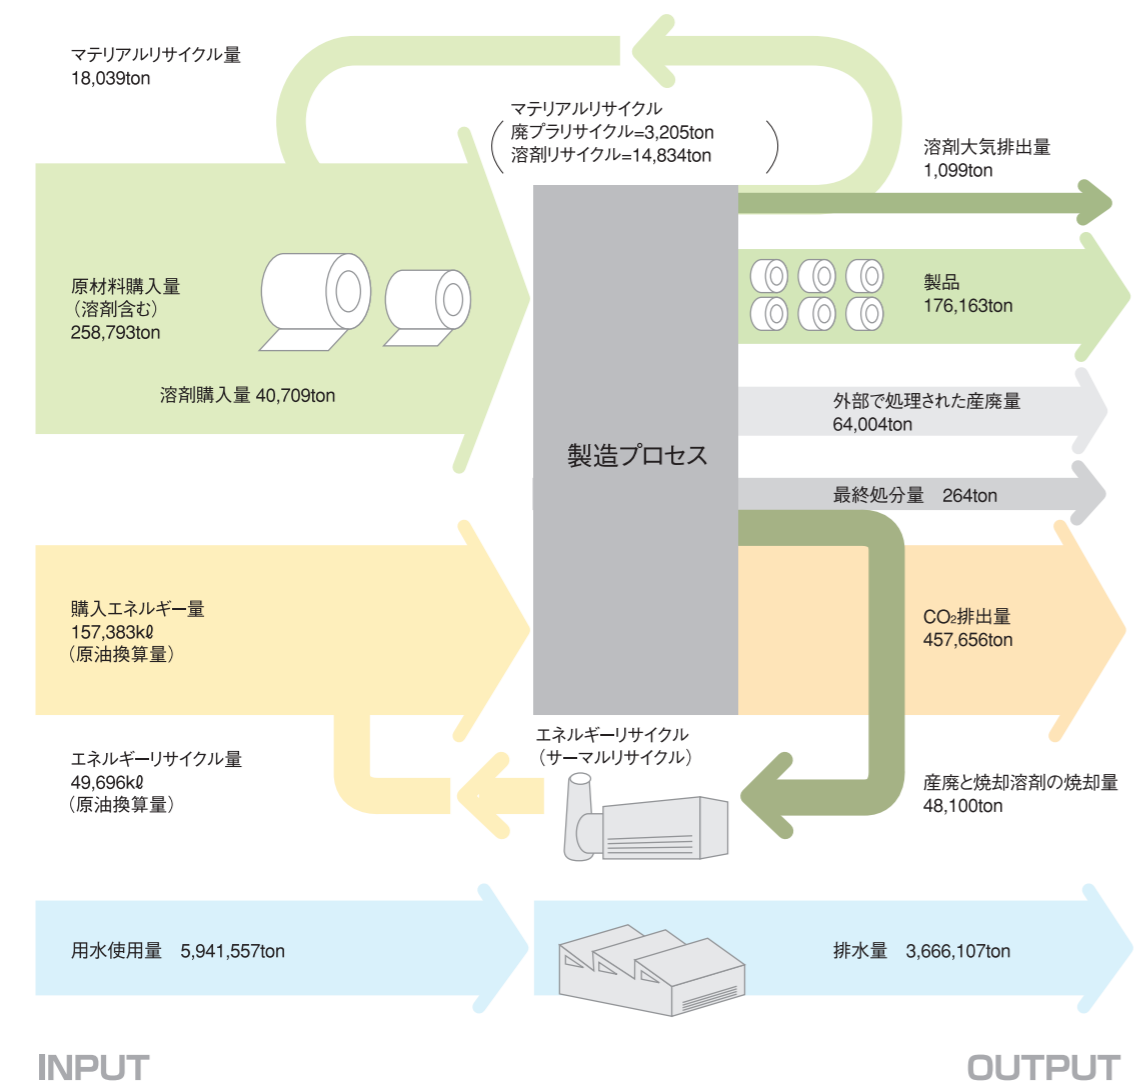 マテリアルリサイクル量
18,039ton
マテリアルリサイクル
廃プラリサイクル=3,205ton
溶剤リサイクル=14,834ton
溶剤大気排出量
1,099ton
原材料購入量
（溶剤含む）
258,793ton
溶剤購入量 40,709ton
製品
176,163ton
外部で処理された産廃量
64,004ton
製造プロセス
最終処分量　264ton
購入エネルギー量
157,383kℓ
（原油換算量）
CO₂排出量
457,656ton
エネルギーリサイクル
（サーマルリサイクル）
エネルギーリサイクル量
49,696kℓ
（原油換算量）
産廃と焼却溶剤の焼却量
48,100ton
用水使用量　5,941,557ton
排水量　3,666,107ton
INPUT
OUTPUT